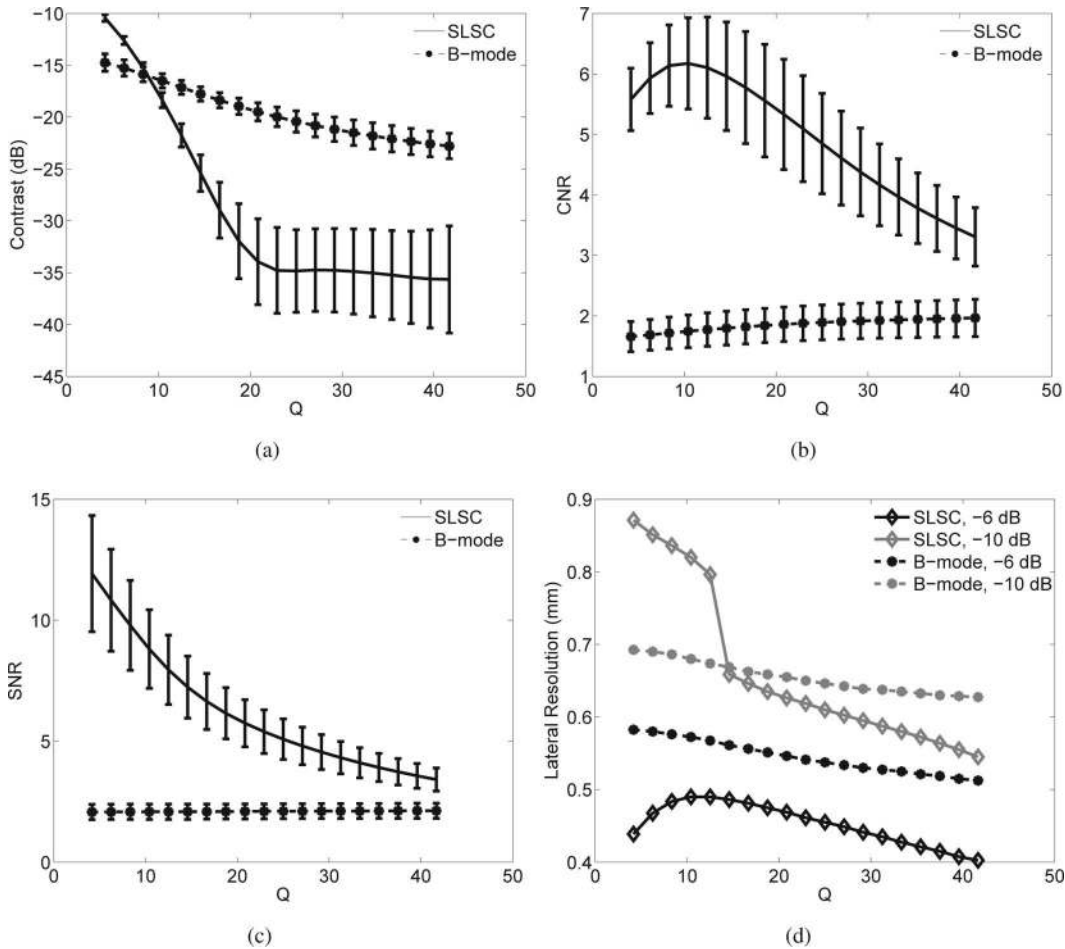 −10
−15
−20
−25
−30
−35
−40
−45
0 10 20 30 40 50
Contrast (dB)
Q
SLSC
B−mode
(a)
7
6
5
4
3
2
1
0 10 20 30 40 50
CNR
Q
SLSC
B−mode
(b)
15
10
5
0
0 10 20 30 40 50
SNR
Q
SLSC
B−mode
(c)
0.9
0.8
0.7
0.6
0.5
0.4
0 10 20 30 40 50
Lateral Resolution (mm)
Q
SLSC, −6 dB
SLSC, −10 dB
B−mode, −6 dB
B−mode, −10 dB
(d)